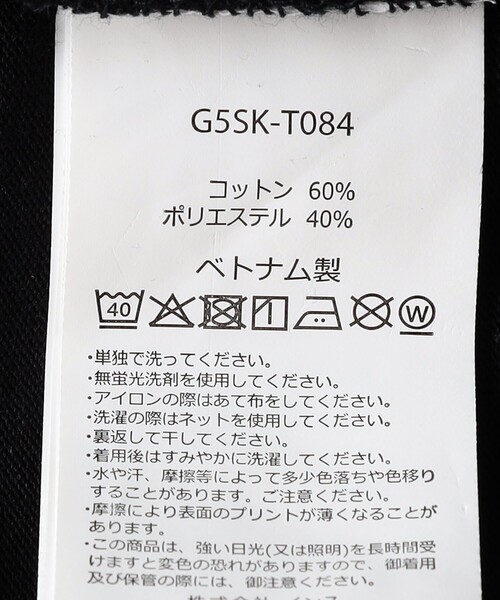 G5SK-T084
コットン 60%
ポリエステル 40%
ベトナム製
40 W
・単独で洗ってください。
・無蛍光洗剤を使用してください。
・アイロンの際はあて布をしてください。
・洗濯の際はネットを使用してください。
・裏返して干してください。
・着用後はすみやかに洗濯してください。
・水や汗、摩擦等によって多少色落ちや色移り
することがあります。ご注意ください。
・摩擦により表面のプリントが薄くなることが
あります。
・この商品は、強い日光(又は照明)を長時間受
けますと変色の恐れがありますので、御着用
及び保管の際には、御注意ください。